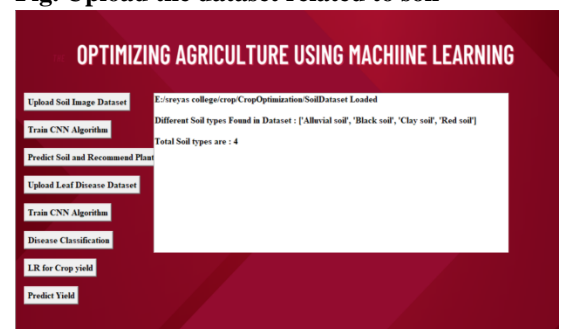 Fig. Upload the dataset related to soil
OPTIMIZING AGRICULTURE USING MACHIINE LEARNING
Upload Soil Image Dataset
E:/sreyas college/crop/CropOptimization/SoilDataset Loaded
Different Soil types Found in Dataset : ['Alluvial soil', 'Black soil', 'Clay soil', 'Red soil']
Train CNN Algorithm
Total Soil types are : 4
Predict Soil and Recommend Plant
Upload Leaf Disease Dataset
Train CNN Algorithm
Disease Classification
LR for Crop yield
Predict Yield